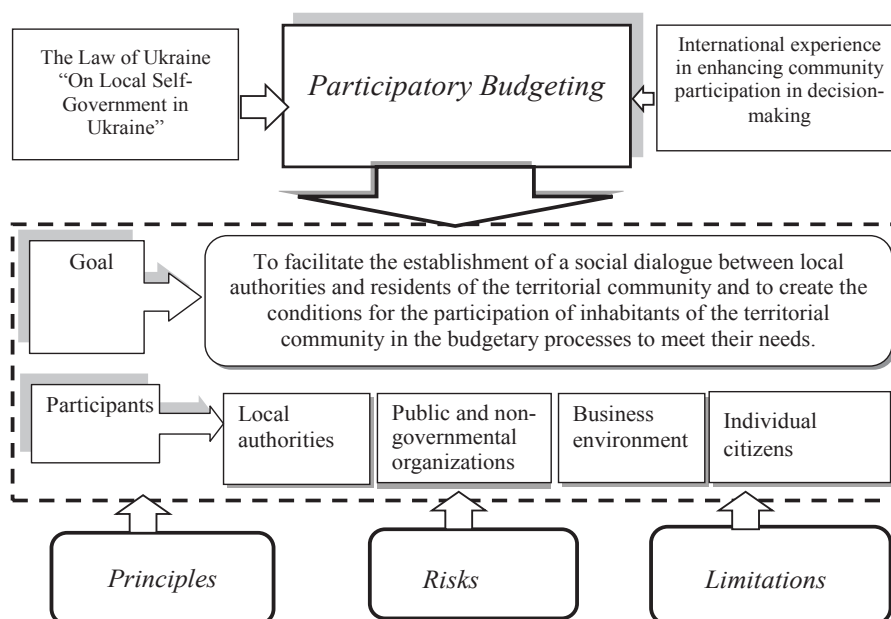 The Law of Ukraine
“On Local Self-
Government in
Ukraine”
Participatory Budgeting
International experience
in enhancing community
participation in decision-
making
Goal
To facilitate the establishment of a social dialogue between local
authorities and residents of the territorial community and to create the
conditions for the participation of inhabitants of the territorial
community in the budgetary processes to meet their needs.
Participants
Local
authorities
Public and non-
governmental
organizations
Business
environment
Individual
citizens
Principles
Risks
Limitations